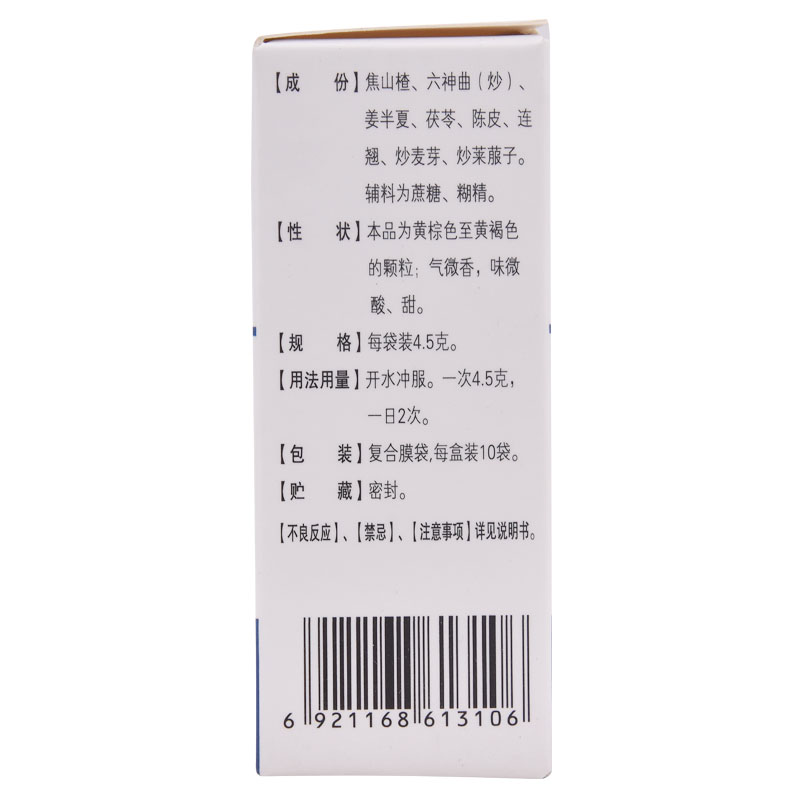 【成 份】焦山楂、六神曲（炒）、
姜半夏、茯苓、陈皮、连
翘、炒麦芽、炒莱菔子。
辅料为蔗糖、糊精。
【性 状】本品为黄棕色至黄褐色
的颗粒；气微香，味微
酸、甜。
【规 格】每袋装4.5克。
【用法用量】开水冲服。一次4.5克，
一日2次。
【包 装】复合膜袋,每盒装10袋。
【贮 藏】密封。
【不良反应】、【禁忌】、【注意事项】详见说明书。
6 921168 613106